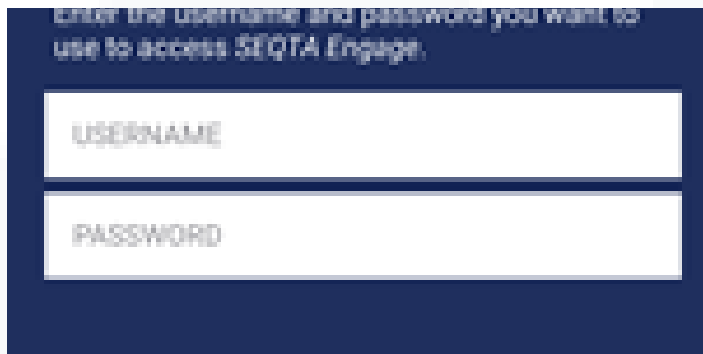 Enter the username and password you want to
use to access SEQTA Engage.
USERNAME
PASSWORD